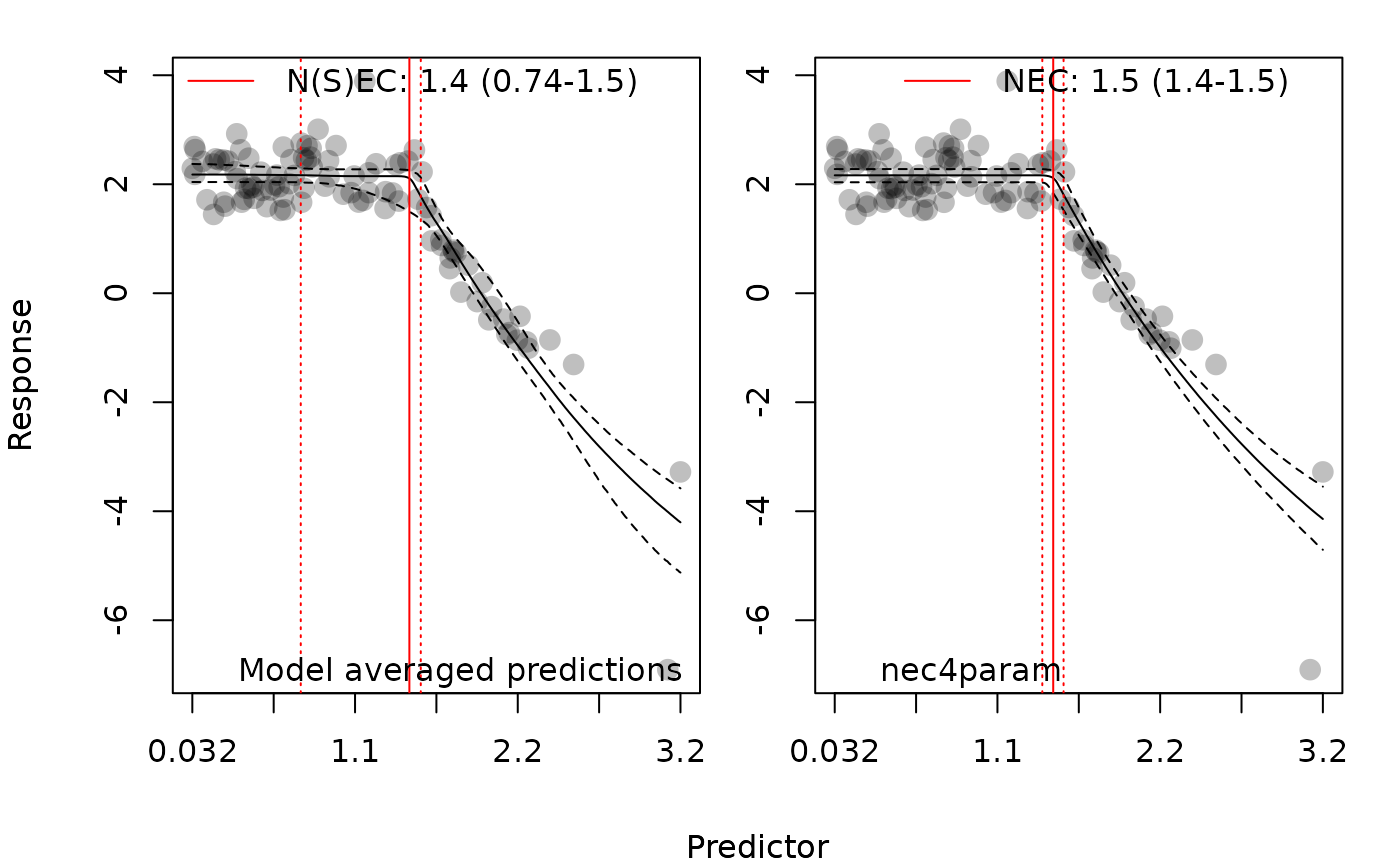 N(S)EC: 1.4 (0.74-1.5)
NEC: 1.5 (1.4-1.5)
4
2
0
-2
-4
-6
Response
Model averaged predictions
0.032 1.1 2.2 3.2
4
2
0
-2
-4
-6
nec4param
0.032 1.1 2.2 3.2
Predictor